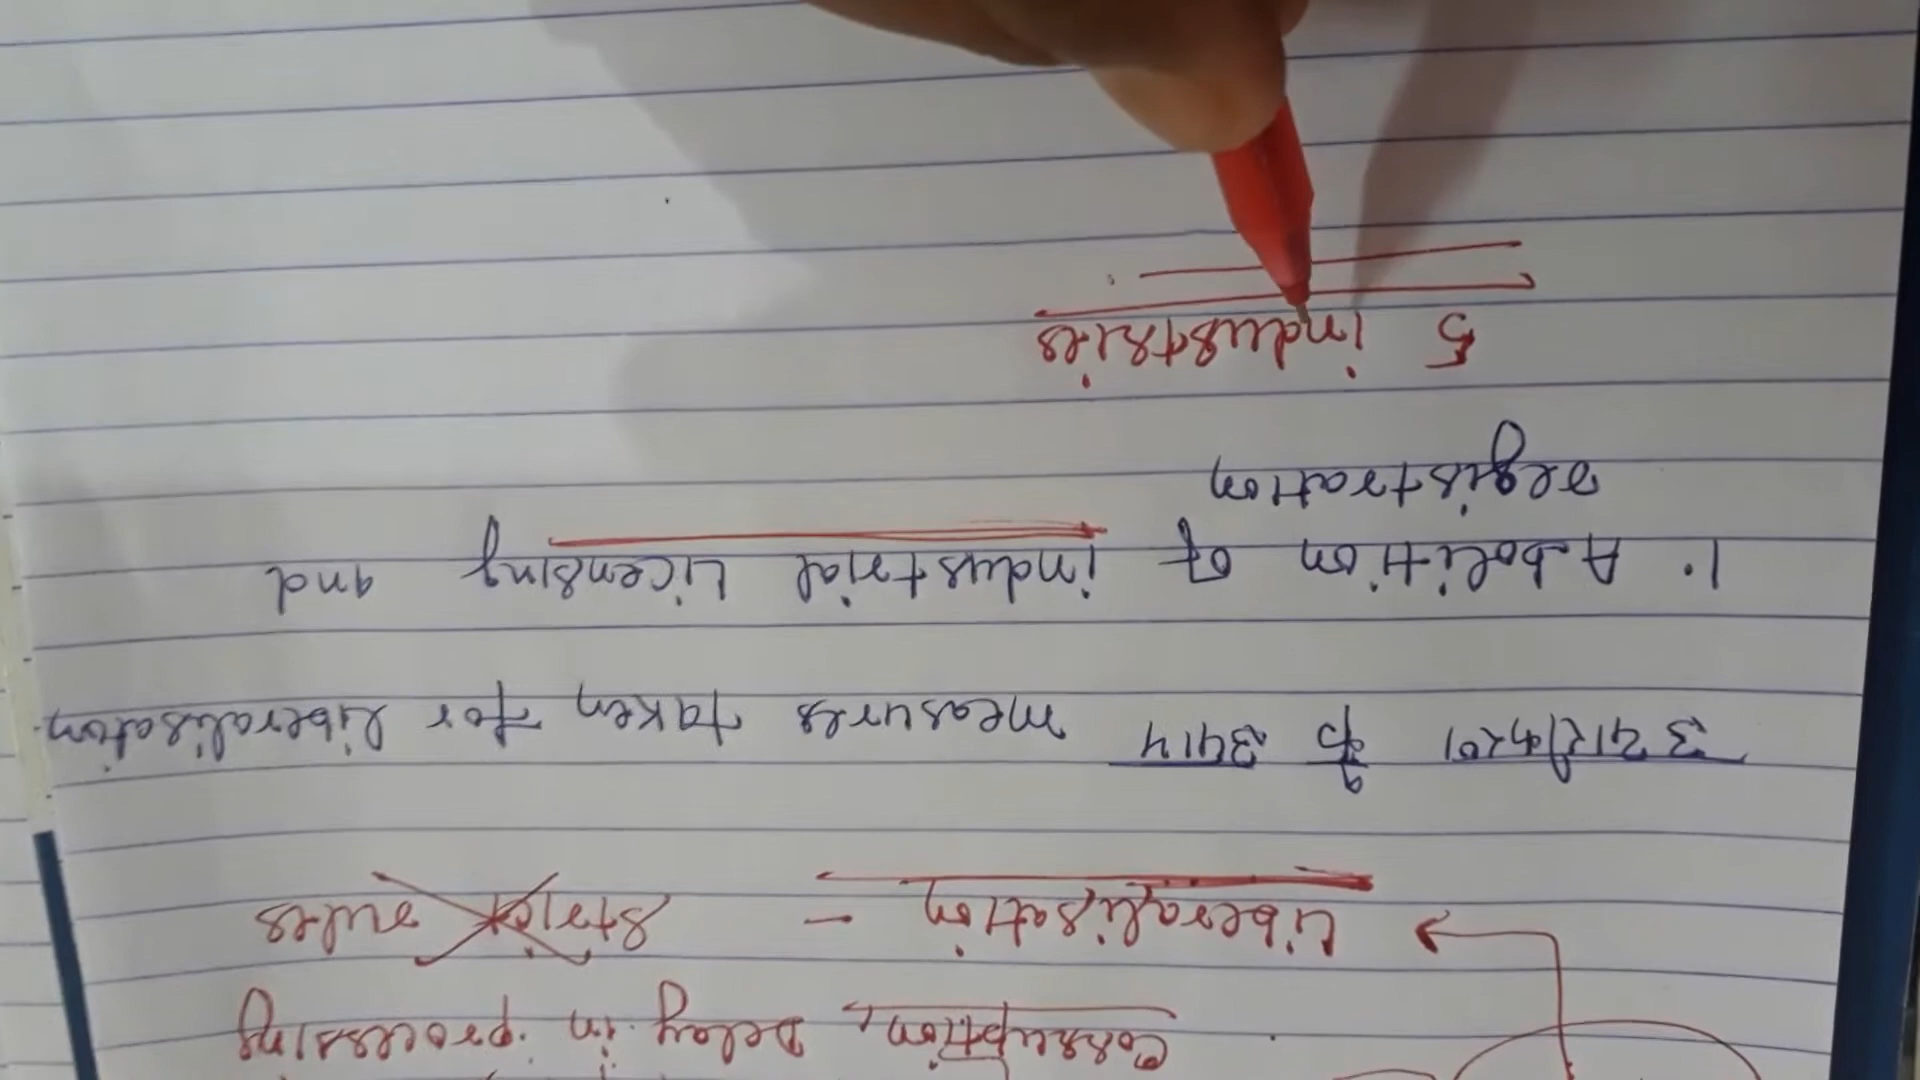 Corruption, Delay in processing
Liberalisation - strict rules
उदारीकरण के उपाय measures taken for liberalisation.
1. Abolition of industrial Licensing and
registration
5 industries